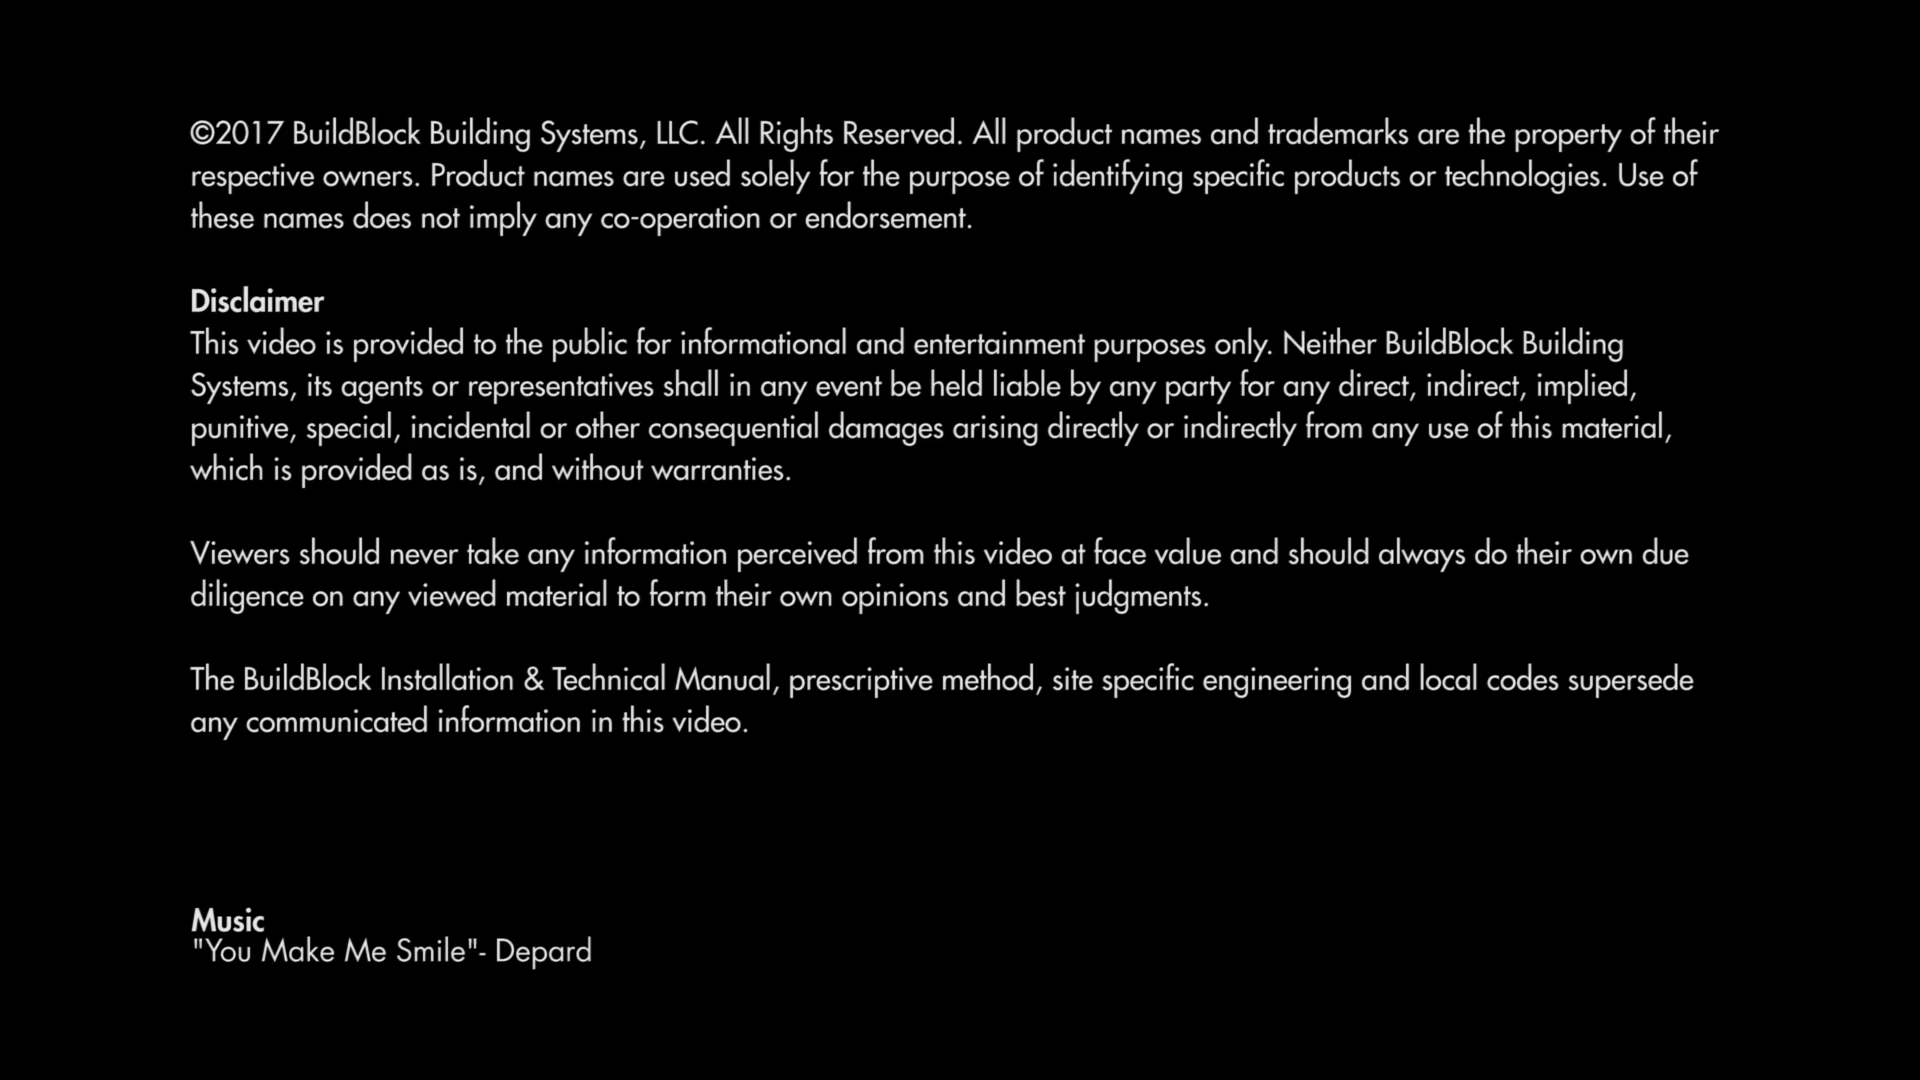 ©2017 BuildBlock Building Systems, LLC. All Rights Reserved. All product names and trademarks are the property of their
respective owners. Product names are used solely for the purpose of identifying specific products or technologies. Use of
these names does not imply any co-operation or endorsement.
Disclaimer
This video is provided to the public for informational and entertainment purposes only. Neither BuildBlock Building
Systems, its agents or representatives shall in any event be held liable by any party for any direct, indirect, implied,
punitive, special, incidental or other consequential damages arising directly or indirectly from any use of this material,
which is provided as is, and without warranties.
Viewers should never take any information perceived from this video at face value and should always do their own due
diligence on any viewed material to form their own opinions and best judgments.
The BuildBlock Installation & Technical Manual, prescriptive method, site specific engineering and local codes supersede
any communicated information in this video.
Music
"You Make Me Smile"- Depard